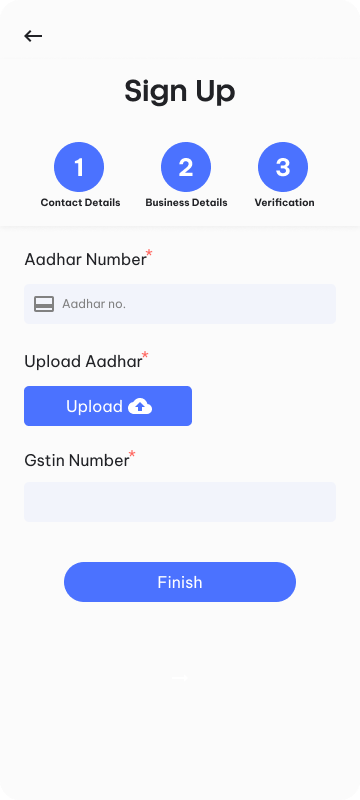 Sign Up
1 2 3
Contact Details Business Details Verification
Aadhar Number*
Aadhar no.
Upload Aadhar*
Upload
Gstin Number*
Finish